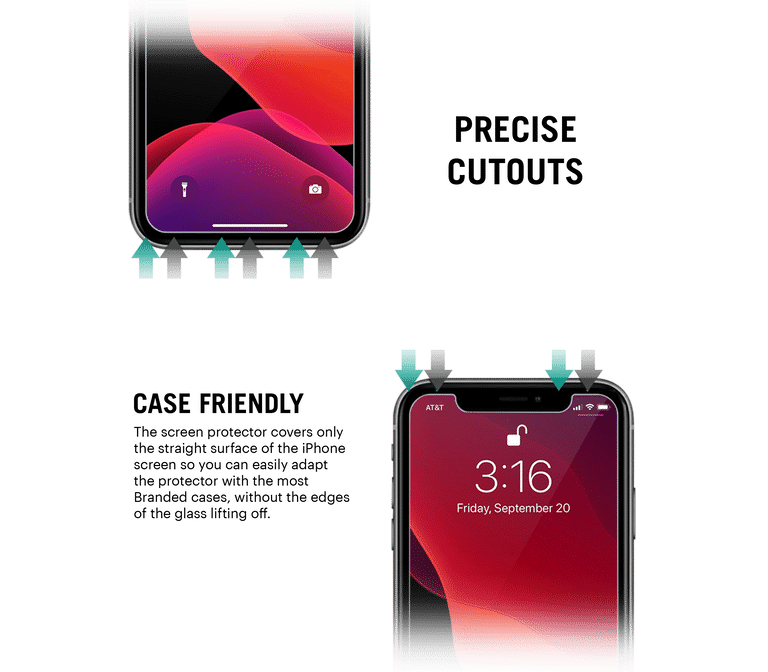 PRECISE
CUTOUTS
CASE FRIENDLY
The screen protector covers only
the straight surface of the iPhone
screen so you can easily adapt
the protector with the most
Branded cases, without the edges
of the glass lifting off.
AT&T
3:16
Friday, September 20